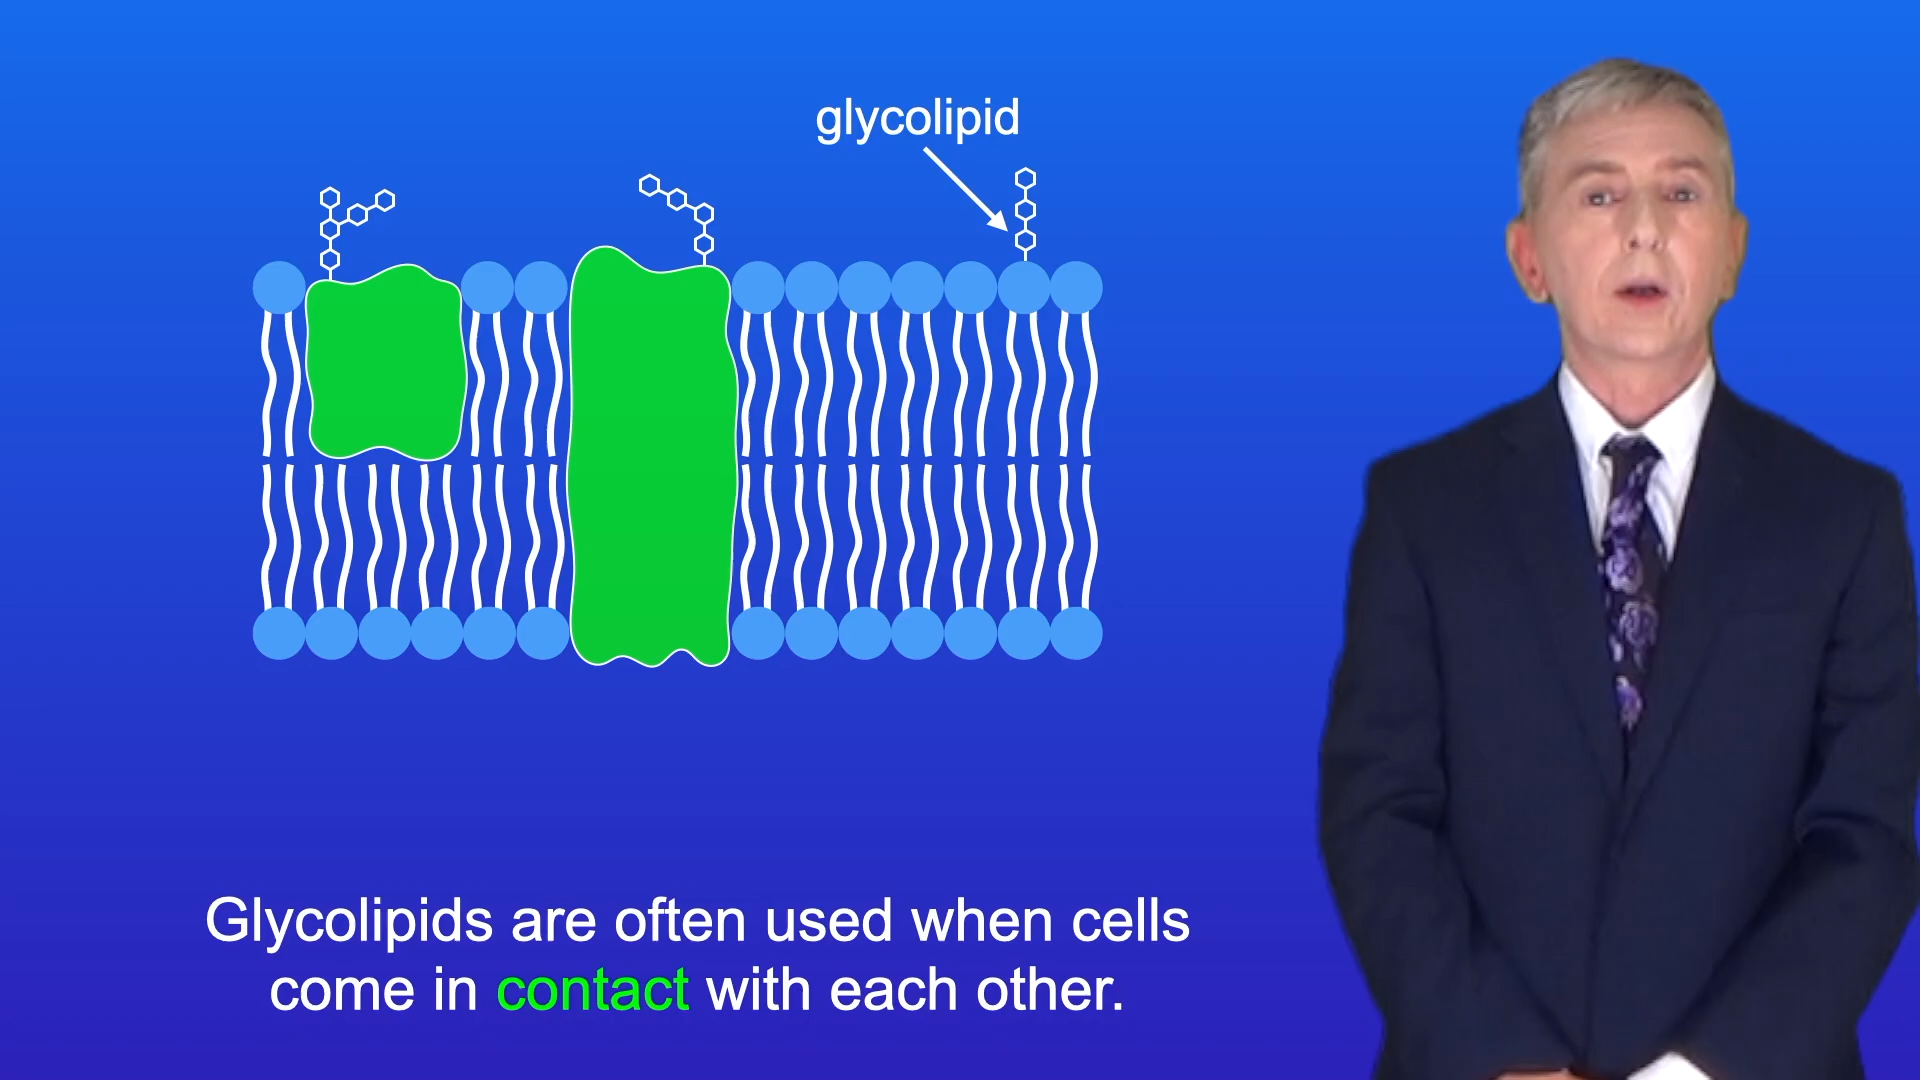 glycolipid
Glycolipids are often used when cells
come in contact with each other.